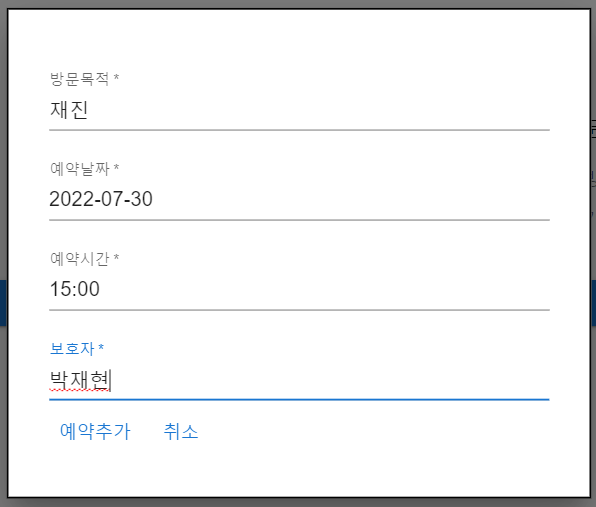 방문목적 *
재진
예약날짜 *
2022-07-30
예약시간 *
15:00
보호자 *
박재현
예약추가 취소